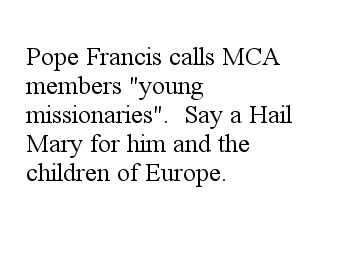 Pope Francis calls MCA
members "young
missionaries".  Say a Hail
Mary for him and the
children of Europe.